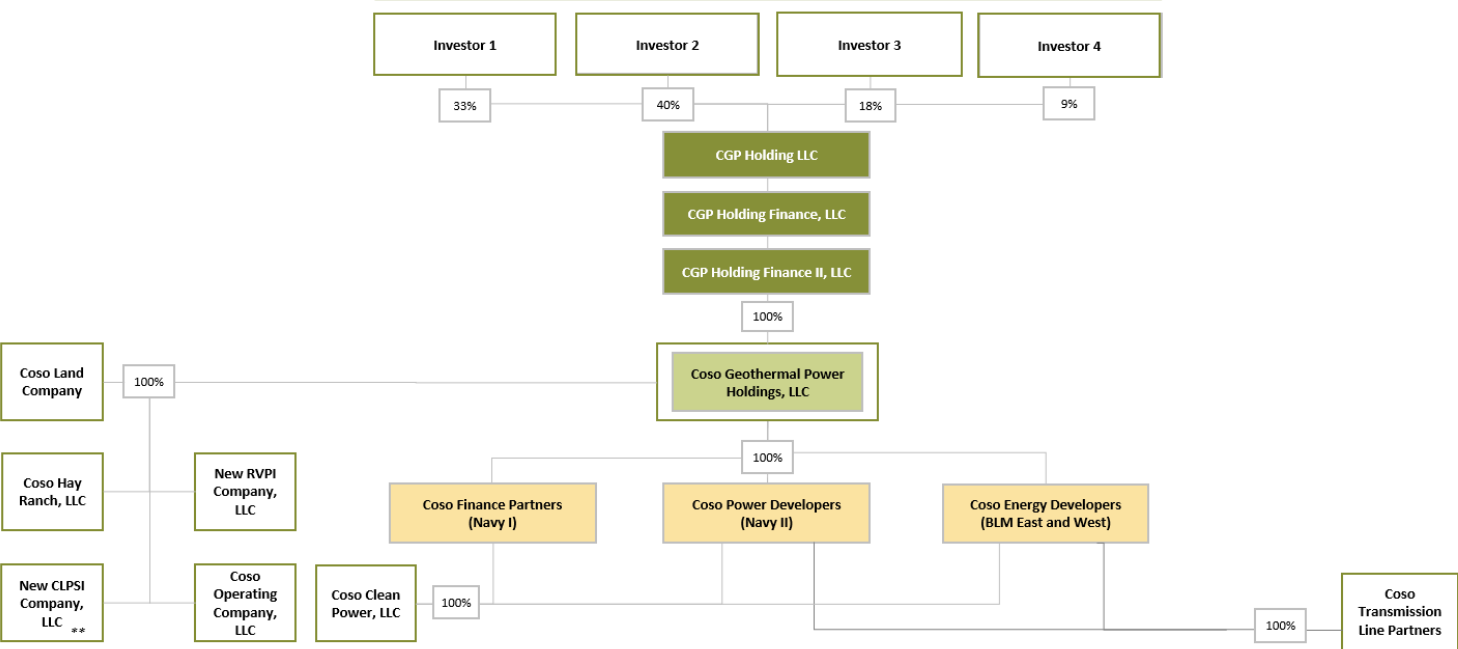 Investor 1
Investor 2
Investor 3
Investor 4
33%
40%
18%
9%
CGP Holding LLC
CGP Holding Finance, LLC
CGP Holding Finance II, LLC
100%
Coso Land
Company
100%
Coso Geothermal Power
Holdings, LLC
100%
Coso Hay
Ranch, LLC
New RVPI
Company,
LLC
Coso Finance Partners
(Navy I)
Coso Power Developers
(Navy II)
Coso Energy Developers
(BLM East and West)
New CLPSI
Company,
LLC **
Coso
Operating
Company,
LLC
Coso Clean
Power, LLC
100%
100%
Coso
Transmission
Line Partners